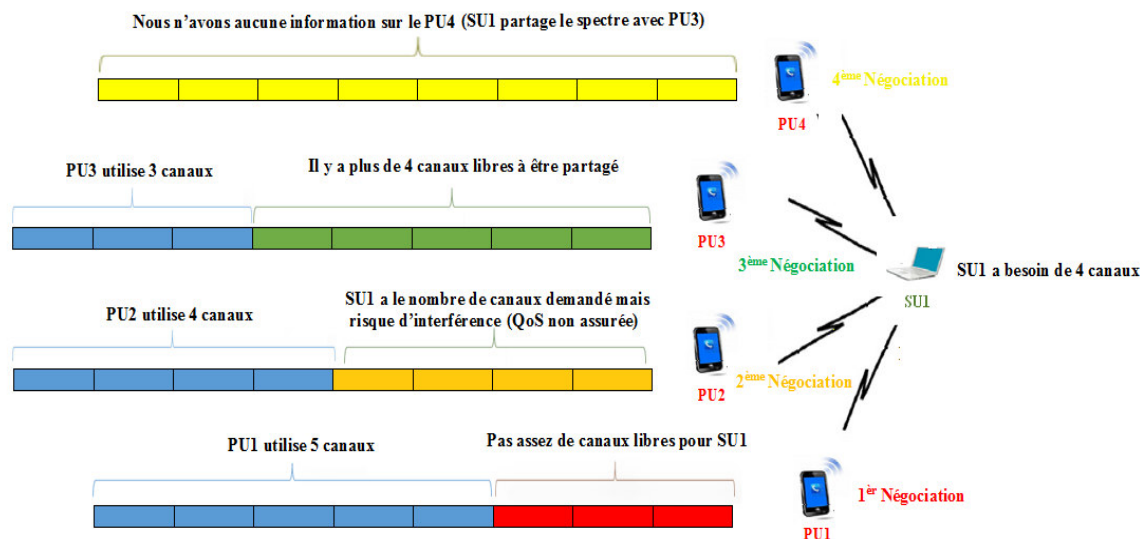 Nous n'avons aucune information sur le PU4 (SU1 partage le spectre avec PU3)
4ème Négociation
PU4
PU3 utilise 3 canaux
Il y a plus de 4 canaux libres à être partagé
PU3
3ème Négociation
SU1 a besoin de 4 canaux
SU1
PU2 utilise 4 canaux
SU1 a le nombre de canaux demandé mais
risque d'interférence (QoS non assurée)
2ème Négociation
PU2
PU1 utilise 5 canaux
Pas assez de canaux libres pour SU1
1èr Négociation
PU1